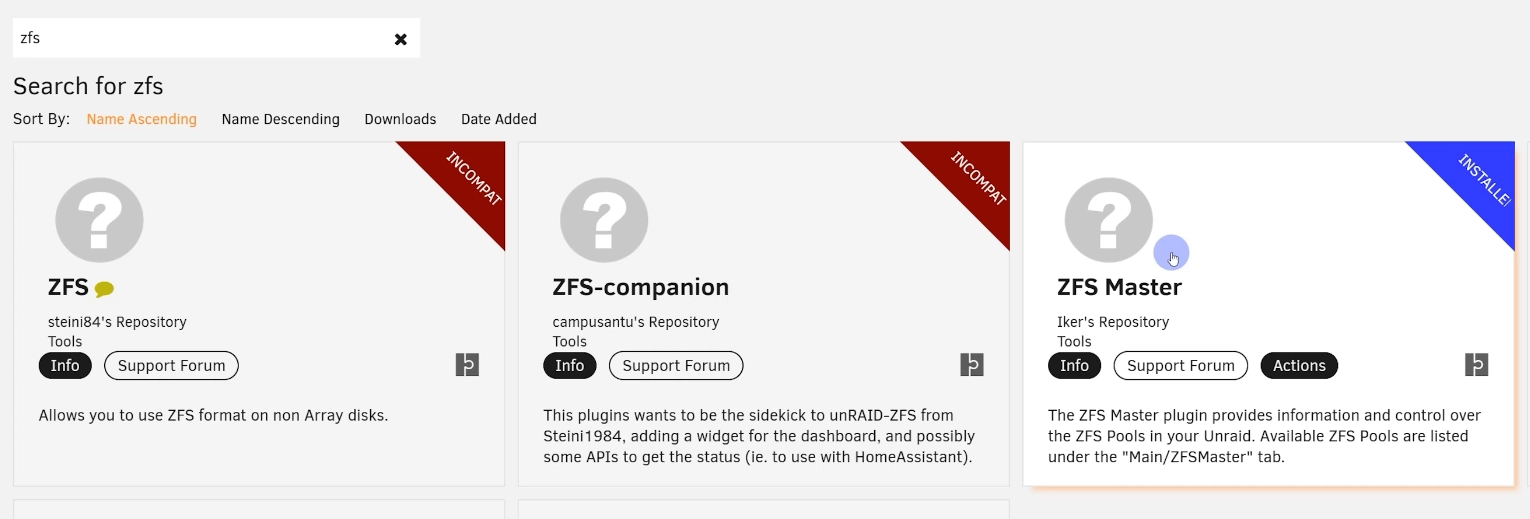 zfs
Search for zfs
Sort By: Name Ascending Name Descending Downloads Date Added
INCOMPAT
ZFS
steini84's Repository
Tools
Info Support Forum
Allows you to use ZFS format on non Array disks.
INCOMPAT
ZFS-companion
campusantu's Repository
Tools
Info Support Forum
This plugins wants to be the sidekick to unRAID-ZFS from
Steini1984, adding a widget for the dashboard, and possibly
some APIs to get the status (ie. to use with HomeAssistant).
INSTALLE
ZFS Master
Iker's Repository
Tools
Info Support Forum Actions
The ZFS Master plugin provides information and control over
the ZFS Pools in your Unraid. Available ZFS Pools are listed
under the "Main/ZFSMaster" tab.